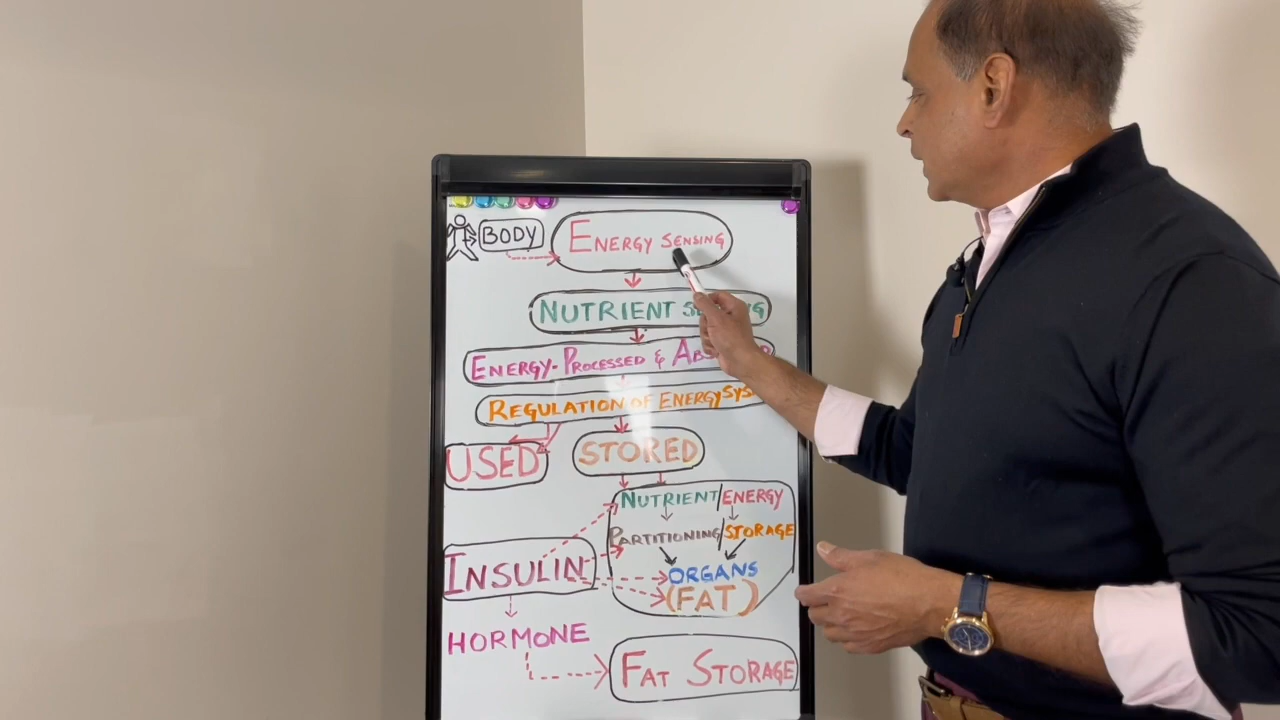 BODY
ENERGY SENSING
NUTRIENT
ENERGY-PROCESSED &
REGULATION OF ENERGY
USED
STORED
NUTRIENT/ENERGY
PARTITIONING/STORAGE
INSULIN
ORGANS
(FAT)
HORMONE
FAT STORAGE